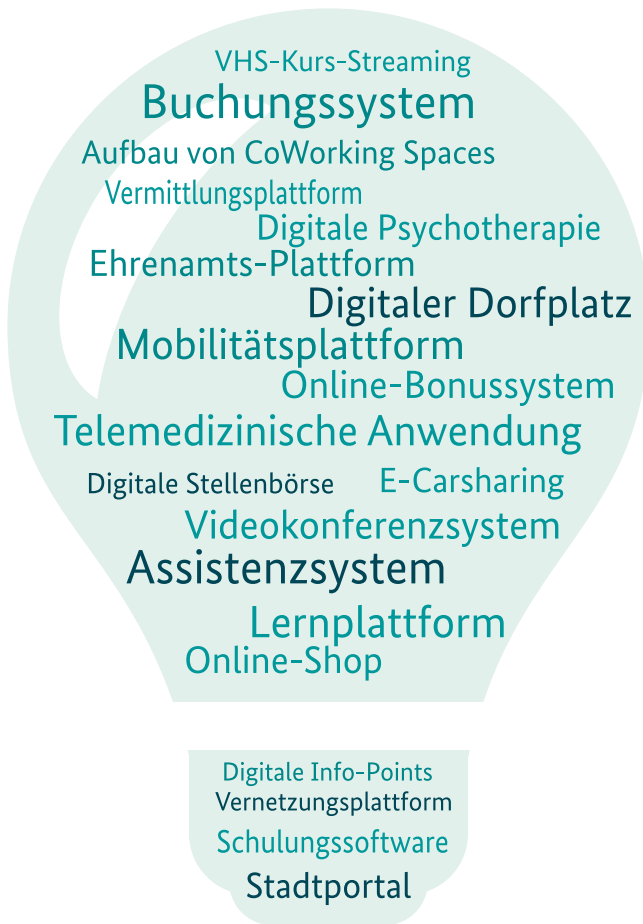 VHS-Kurs-Streaming
Buchungssystem
Aufbau von CoWorking Spaces
Vermittlungsplattform
Digitale Psychotherapie
Ehrenamts-Plattform
Digitaler Dorfplatz
Mobilitätsplattform
Online-Bonussystem
Telemedizinische Anwendung
Digitale Stellenbörse E-Carsharing
Videokonferenzsystem
Assistenzsystem
Lernplattform
Online-Shop
Digitale Info-Points
Vernetzungsplattform
Schulungssoftware
Stadtportal